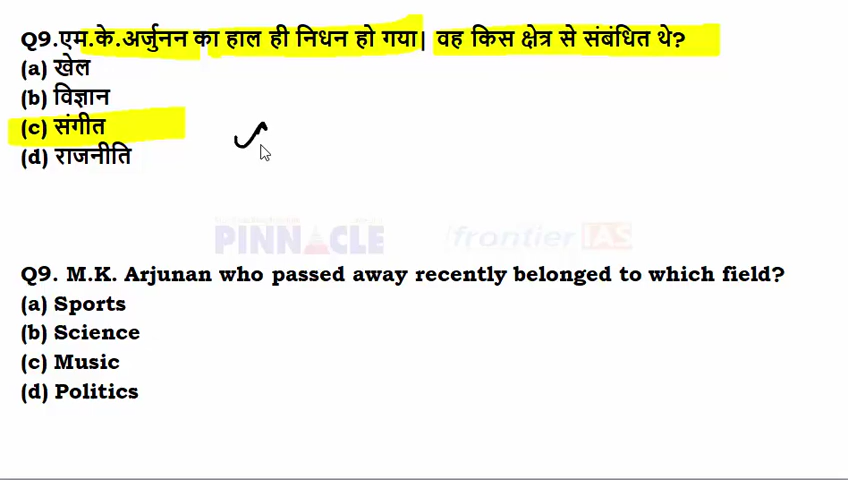 Q9.एम.के.अर्जुनन का हाल ही निधन हो गया| वह किस क्षेत्र से संबंधित थे?
(a) खेल
(b) विज्ञान
(c) संगीत
(d) राजनीति
PINNACLE frontier IAS
Q9. M.K. Arjunan who passed away recently belonged to which field?
(a) Sports
(b) Science
(c) Music
(d) Politics